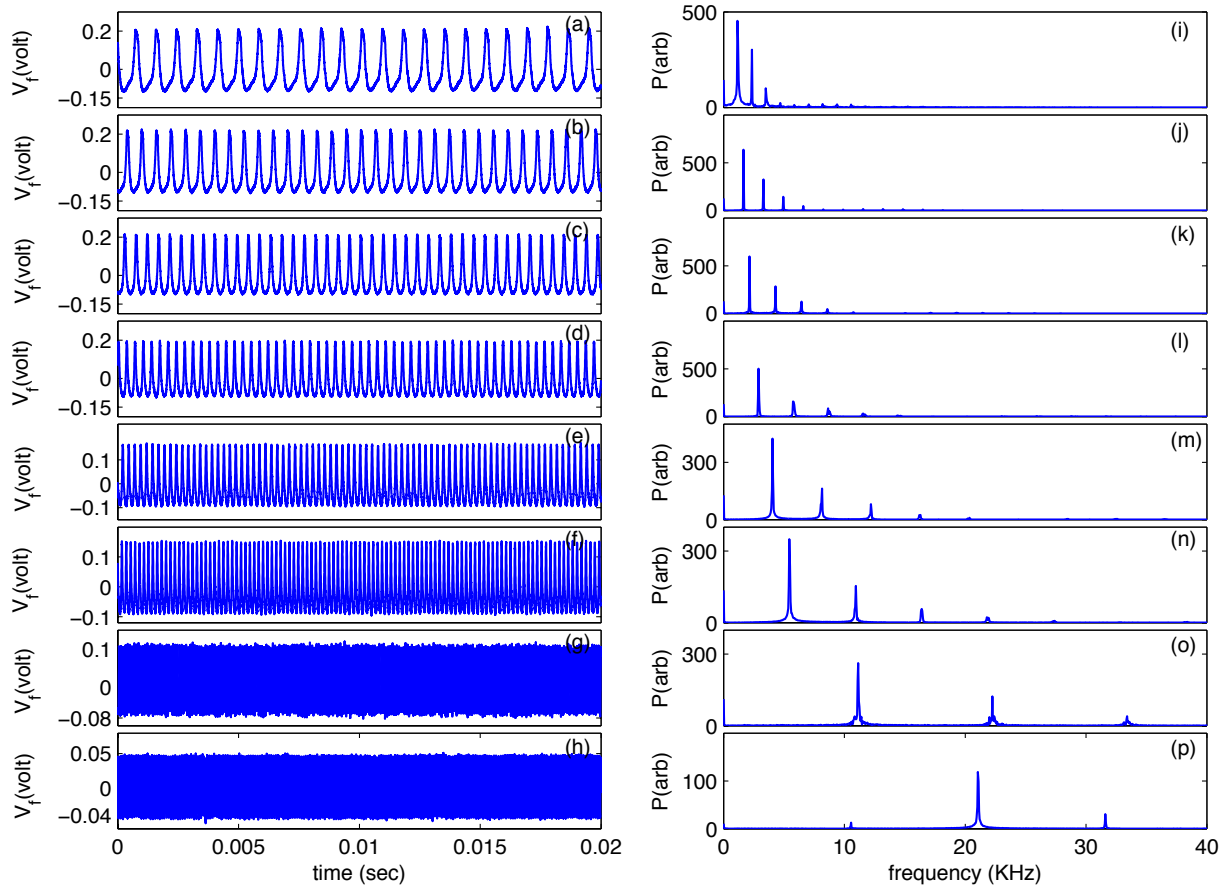 V_f(volt) 0.2 0 −0.15 (a)
V_f(volt) 0.2 0 −0.15 (b)
V_f(volt) 0.2 0 −0.15 (c)
V_f(volt) 0.2 0 −0.15 (d)
V_f(volt) 0.1 0 −0.1 (e)
V_f(volt) 0.1 0 −0.1 (f)
V_f(volt) 0.1 0 −0.08 (g)
V_f(volt) 0.05 0 −0.04 (h)
0 0.005 0.01 0.015 0.02
time (sec)
P(arb) 500 0 (i)
P(arb) 500 0 (j)
P(arb) 500 0 (k)
P(arb) 500 0 (l)
P(arb) 300 0 (m)
P(arb) 300 0 (n)
P(arb) 300 0 (o)
P(arb) 100 0 (p)
0 10 20 30 40
frequency (KHz)